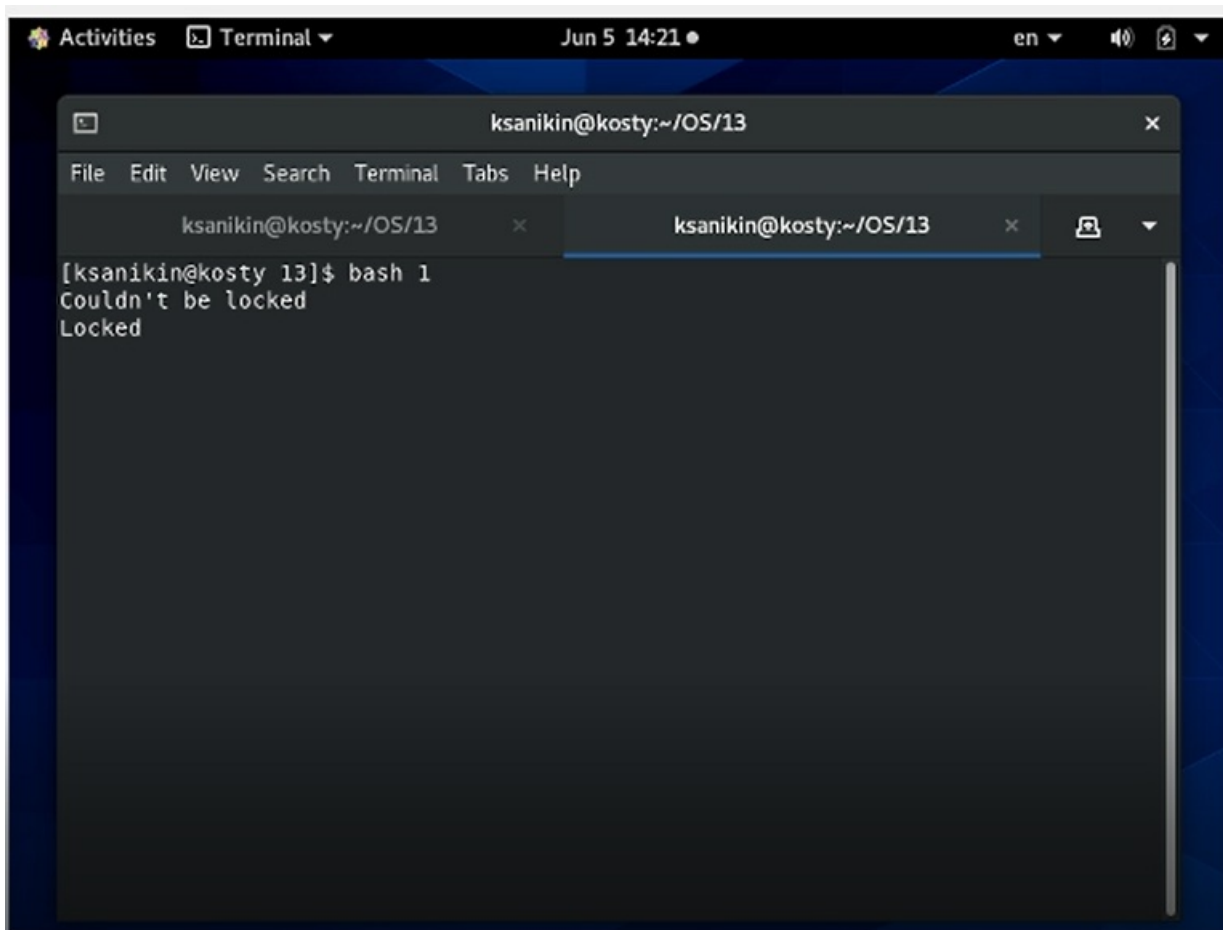 Activities Terminal Jun 5 14:21 en
ksanikin@kosty:~/OS/13
File Edit View Search Terminal Tabs Help
ksanikin@kosty:~/OS/13 ksanikin@kosty:~/OS/13
[ksanikin@kosty 13]$ bash 1
Couldn't be locked
Locked